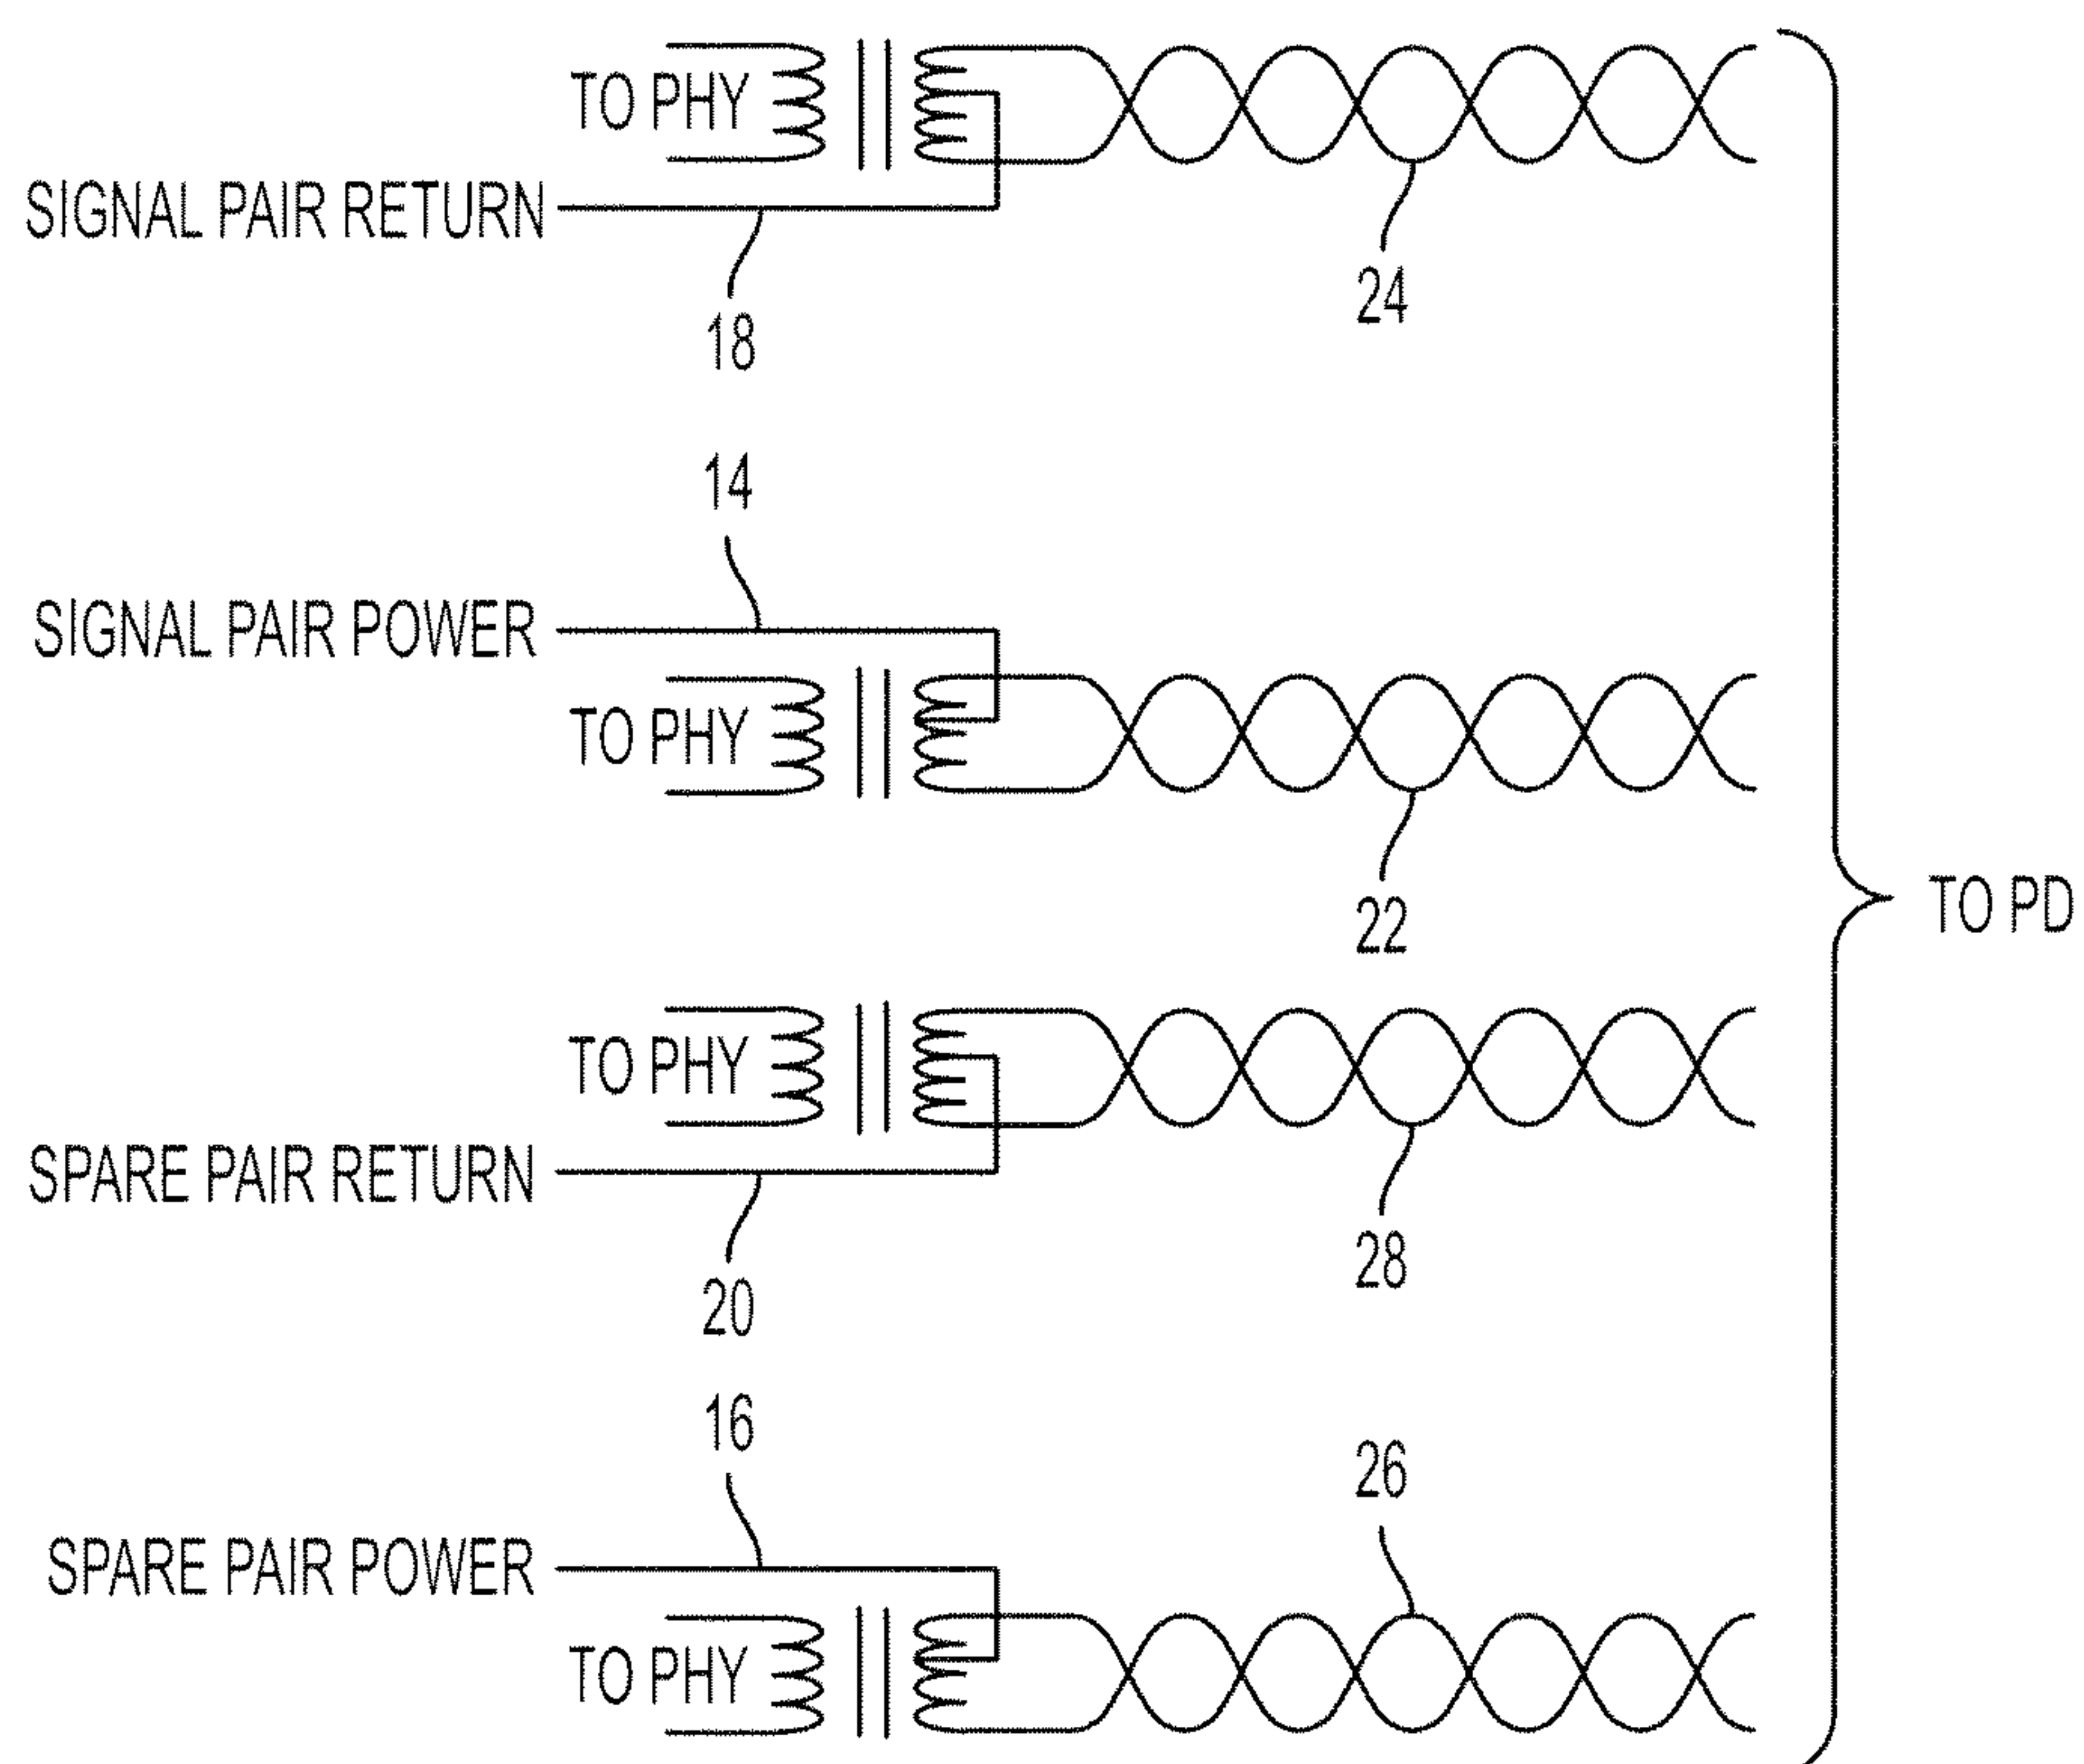 TO PHY
SIGNAL PAIR RETURN
24
18
14
SIGNAL PAIR POWER
TO PHY
22
TO PD
TO PHY
SPARE PAIR RETURN
28
20
16
26
SPARE PAIR POWER
TO PHY